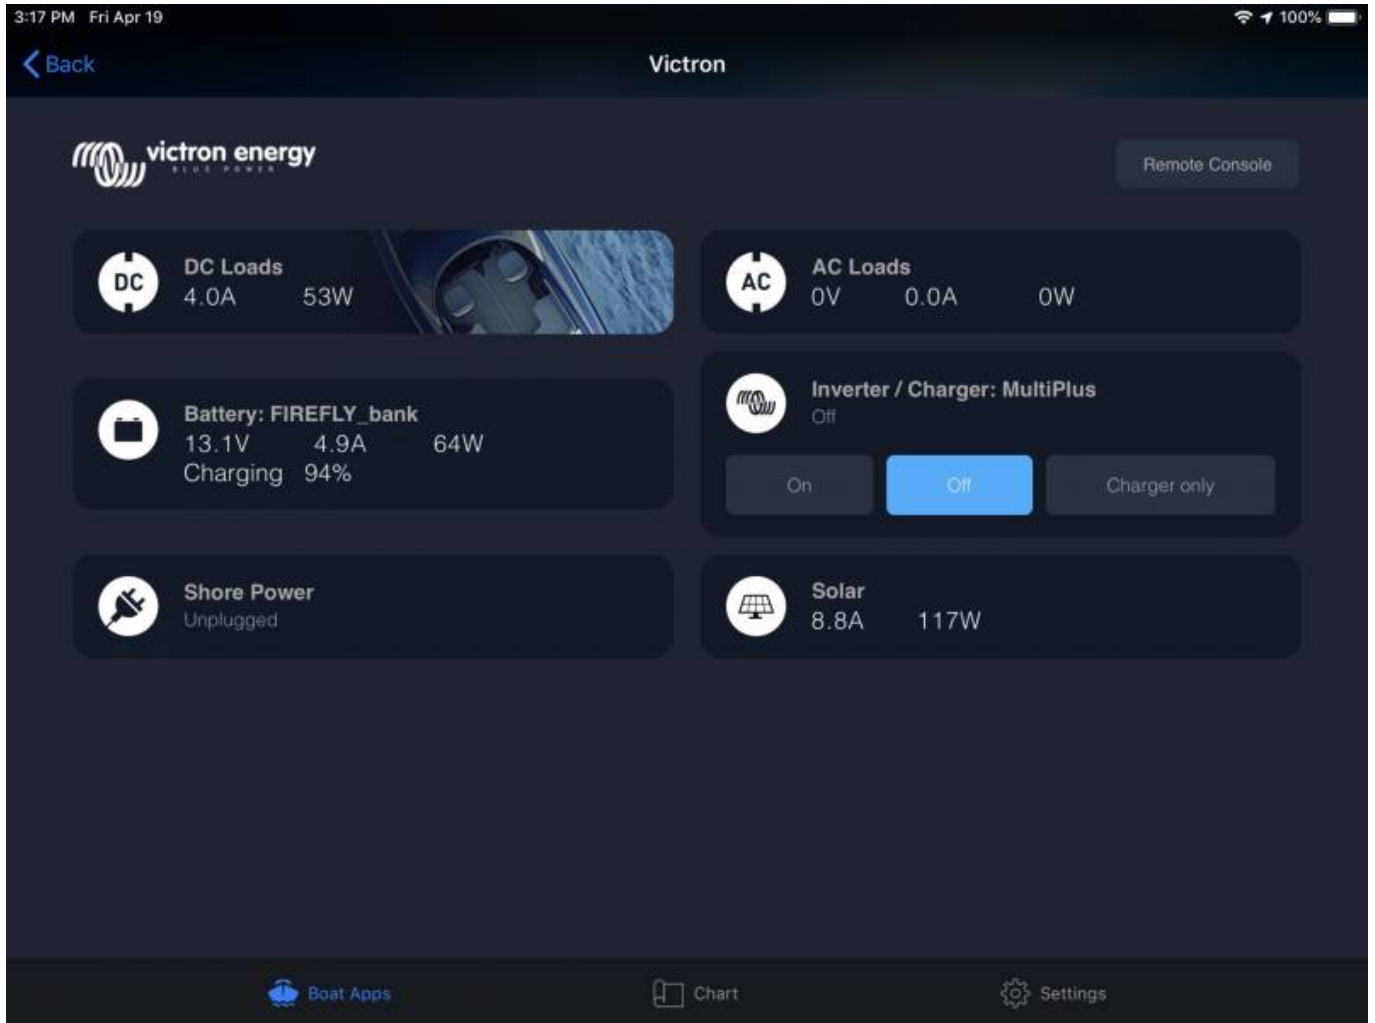 3:17 PM Fri Apr 19 100%
Back Victron
victron energy
BLUE POWER
Remote Console
DC
DC Loads
4.0A 53W
AC
AC Loads
0V 0.0A 0W
Battery: FIREFLY_bank
13.1V 4.9A 64W
Charging 94%
Inverter / Charger: MultiPlus
Off
On Off Charger only
Shore Power
Unplugged
Solar
8.8A 117W
Boat Apps Chart Settings